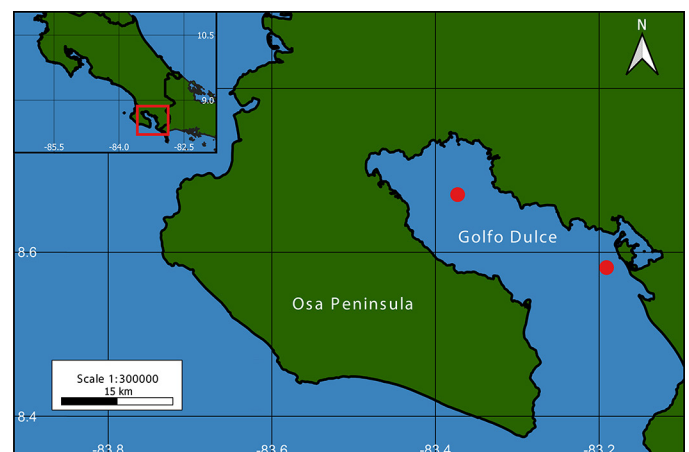 N
10.5
9.0
-85.5 -84.0 -82.5
Golfo Dulce
8.6
Osa Peninsula
Scale 1:300000
15 km
8.4
-83.8 -83.6 -83.4 -83.2